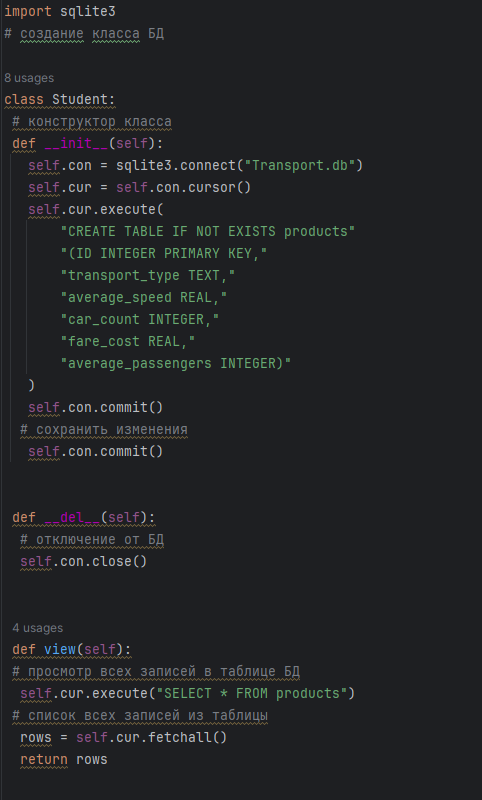 import sqlite3
# создание класса БД
8 usages
class Student:
# конструктор класса
def __init__(self):
self.con = sqlite3.connect("Transport.db")
self.cur = self.con.cursor()
self.cur.execute(
"CREATE TABLE IF NOT EXISTS products"
"(ID INTEGER PRIMARY KEY,"
"transport_type TEXT,"
"average_speed REAL,"
"car_count INTEGER,"
"fare_cost REAL,"
"average_passengers INTEGER)"
)
self.con.commit()
# сохранить изменения
self.con.commit()
def __del__(self):
# отключение от БД
self.con.close()
4 usages
def view(self):
# просмотр всех записей в таблице БД
self.cur.execute("SELECT * FROM products")
# список всех записей из таблицы
rows = self.cur.fetchall()
return rows